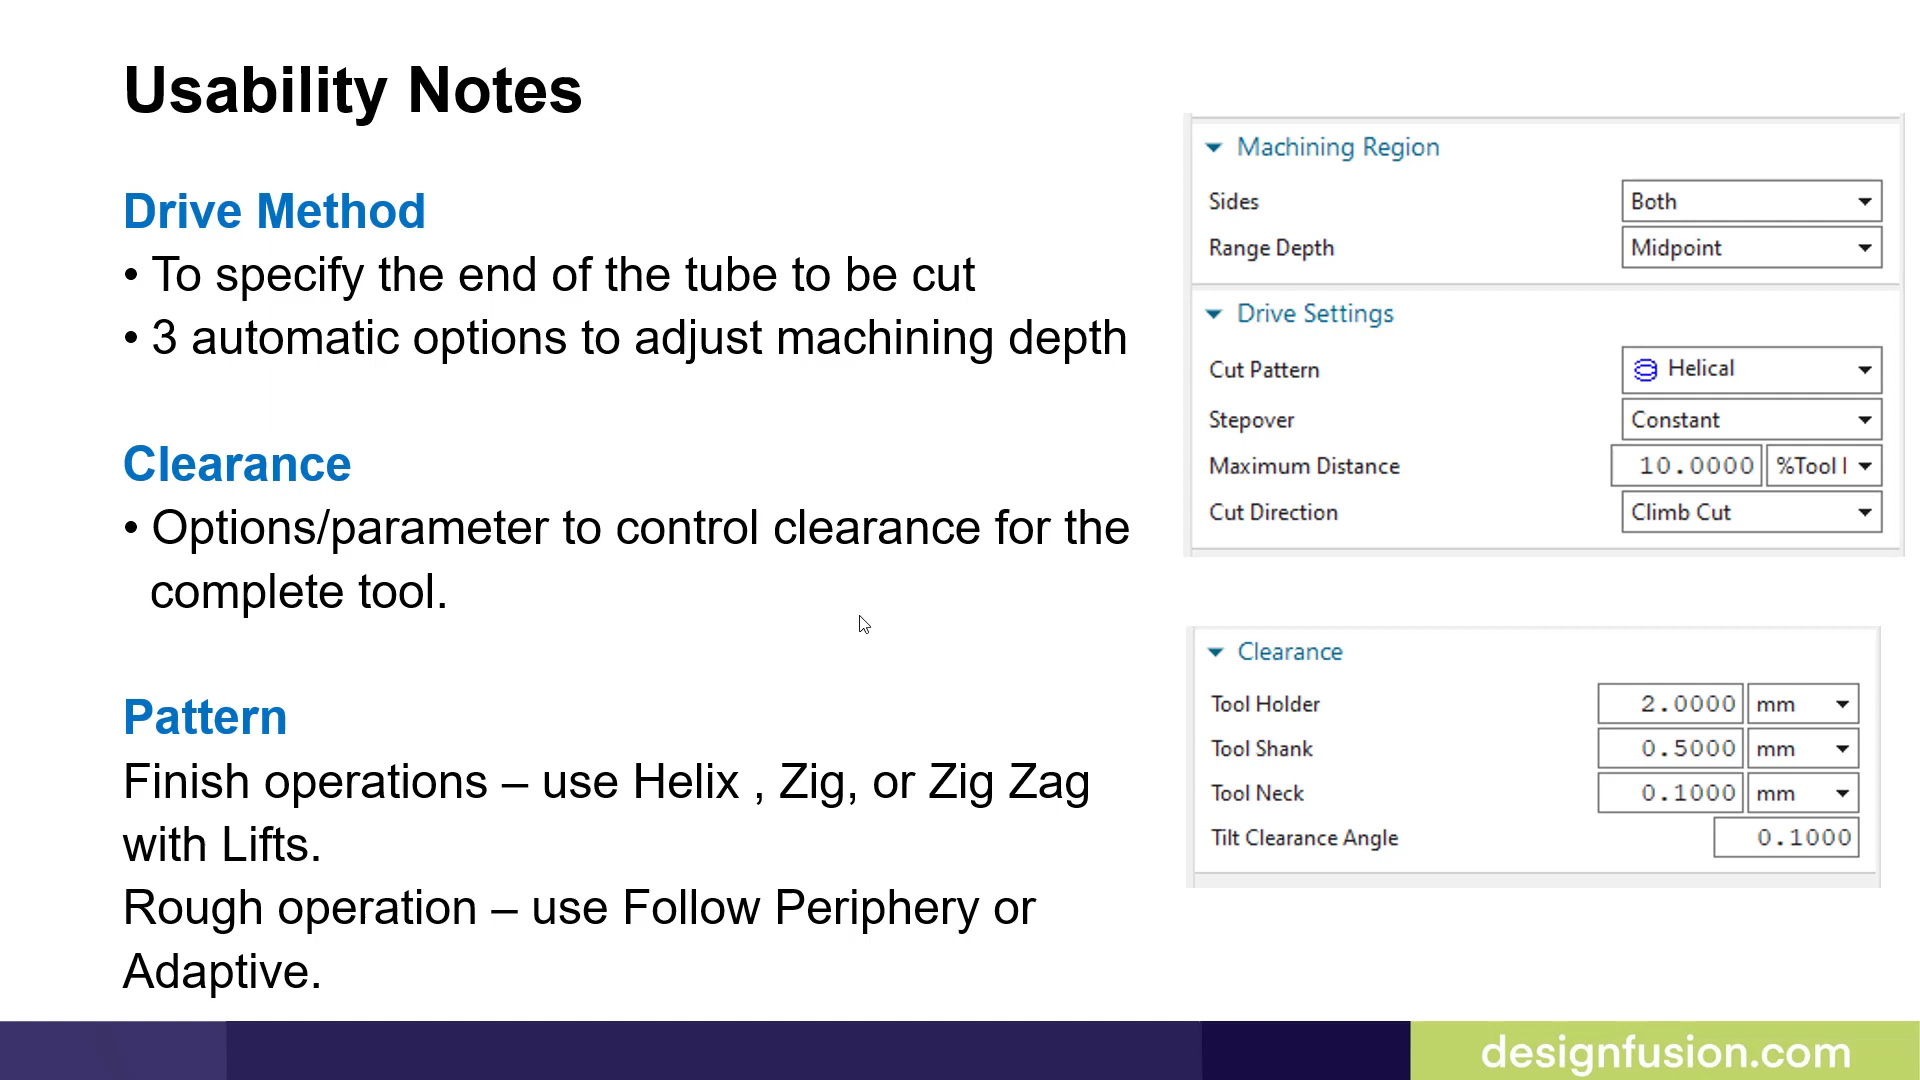 Usability Notes
Drive Method
• To specify the end of the tube to be cut
• 3 automatic options to adjust machining depth
Clearance
• Options/parameter to control clearance for the
complete tool.
Pattern
Finish operations – use Helix , Zig, or Zig Zag
with Lifts.
Rough operation – use Follow Periphery or
Adaptive.
Machining Region
Sides Both
Range Depth Midpoint
Drive Settings
Cut Pattern Helical
Stepover Constant
Maximum Distance 10.0000 %Tool
Cut Direction Climb Cut
Clearance
Tool Holder 2.0000 mm
Tool Shank 0.5000 mm
Tool Neck 0.1000 mm
Tilt Clearance Angle 0.1000
designfusion.com